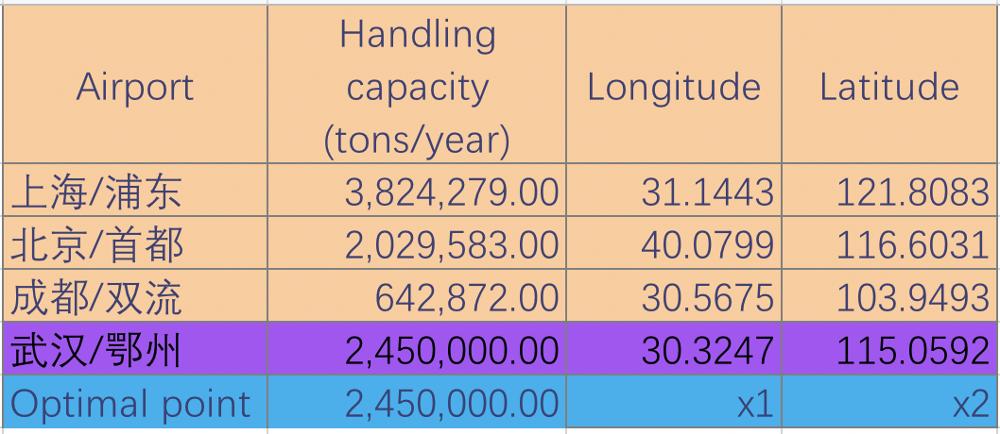 Airport
Handling
capacity
(tons/year)
Longitude
Latitude
上海/浦东 3,824,279.00 31.1443 121.8083
北京/首都 2,029,583.00 40.0799 116.6031
成都/双流 642,872.00 30.5675 103.9493
武汉/鄂州 2,450,000.00 30.3247 115.0592
Optimal point 2,450,000.00 x1 x2